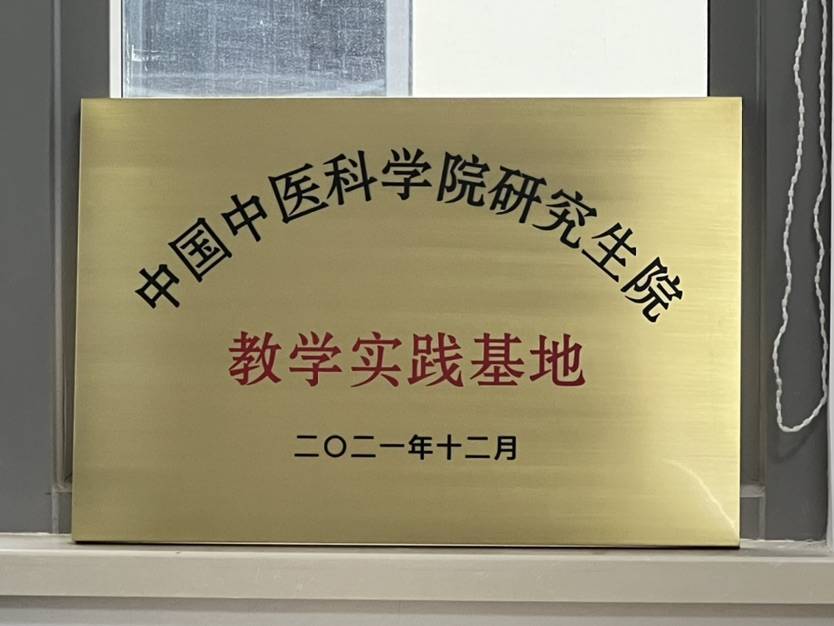 中国中医科学院研究生院
教学实践基地
二〇二一年十二月